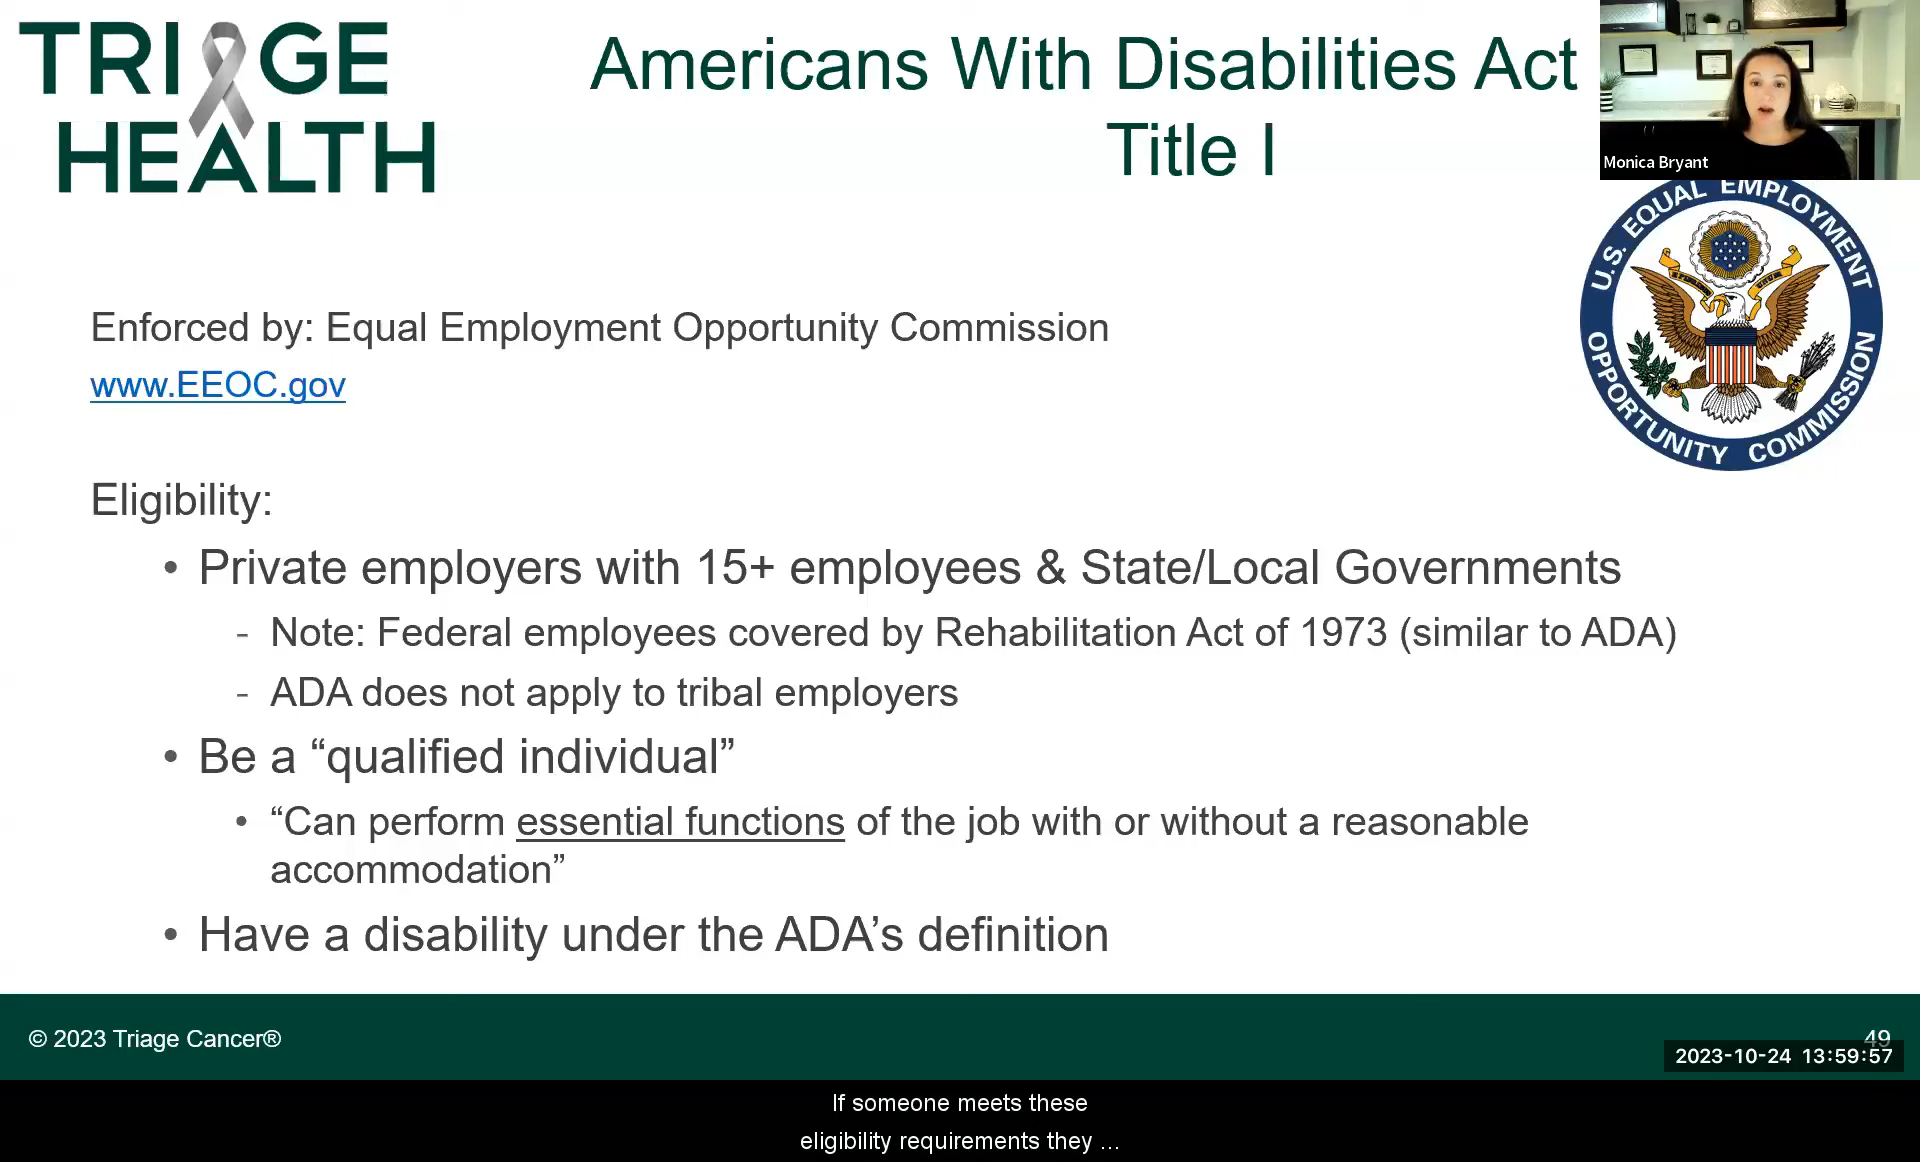 TRIAGE
HEALTH
Americans With Disabilities Act
Title I
Monica Bryant
U.S. EQUAL EMPLOYMENT
OPPORTUNITY COMMISSION
Enforced by: Equal Employment Opportunity Commission
www.EEOC.gov
Eligibility:
• Private employers with 15+ employees & State/Local Governments
- Note: Federal employees covered by Rehabilitation Act of 1973 (similar to ADA)
- ADA does not apply to tribal employers
• Be a “qualified individual”
• “Can perform essential functions of the job with or without a reasonable
accommodation”
• Have a disability under the ADA’s definition
© 2023 Triage Cancer®
49
2023-10-24 13:59:57
If someone meets these
eligibility requirements they ...